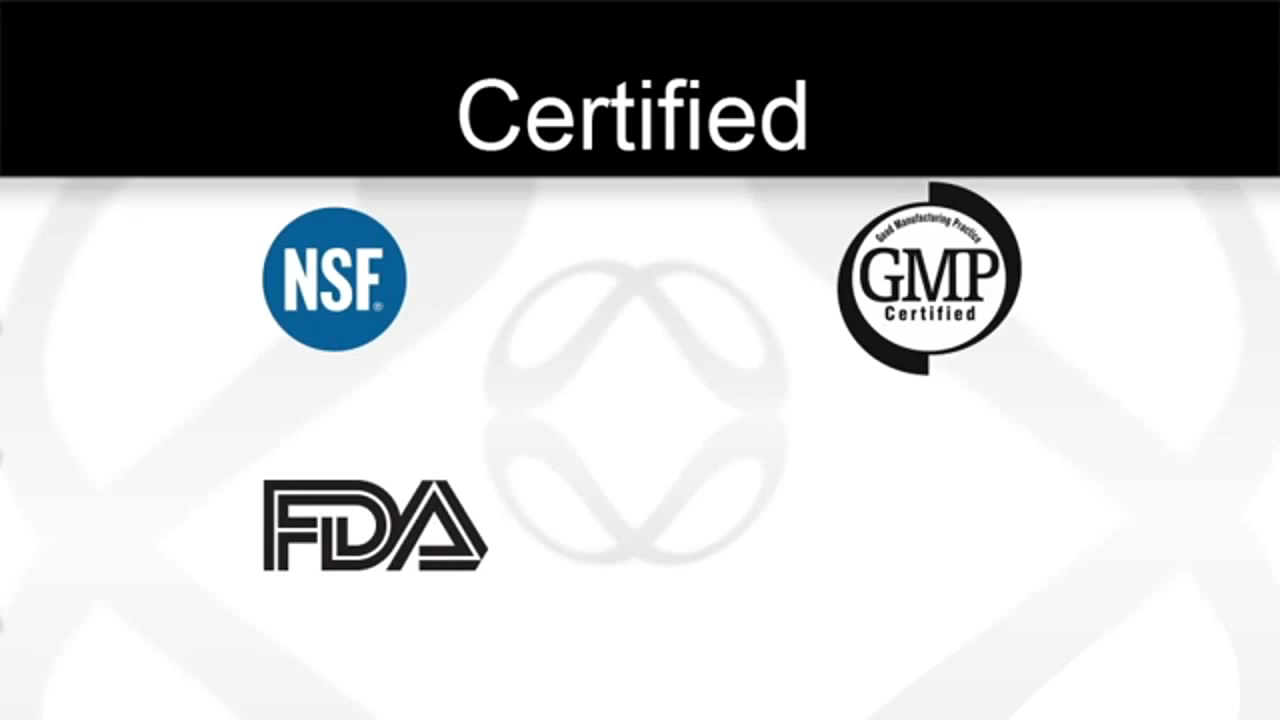 Certified
NSF®
Good Manufacturing Practice
GMP
Certified
FDA